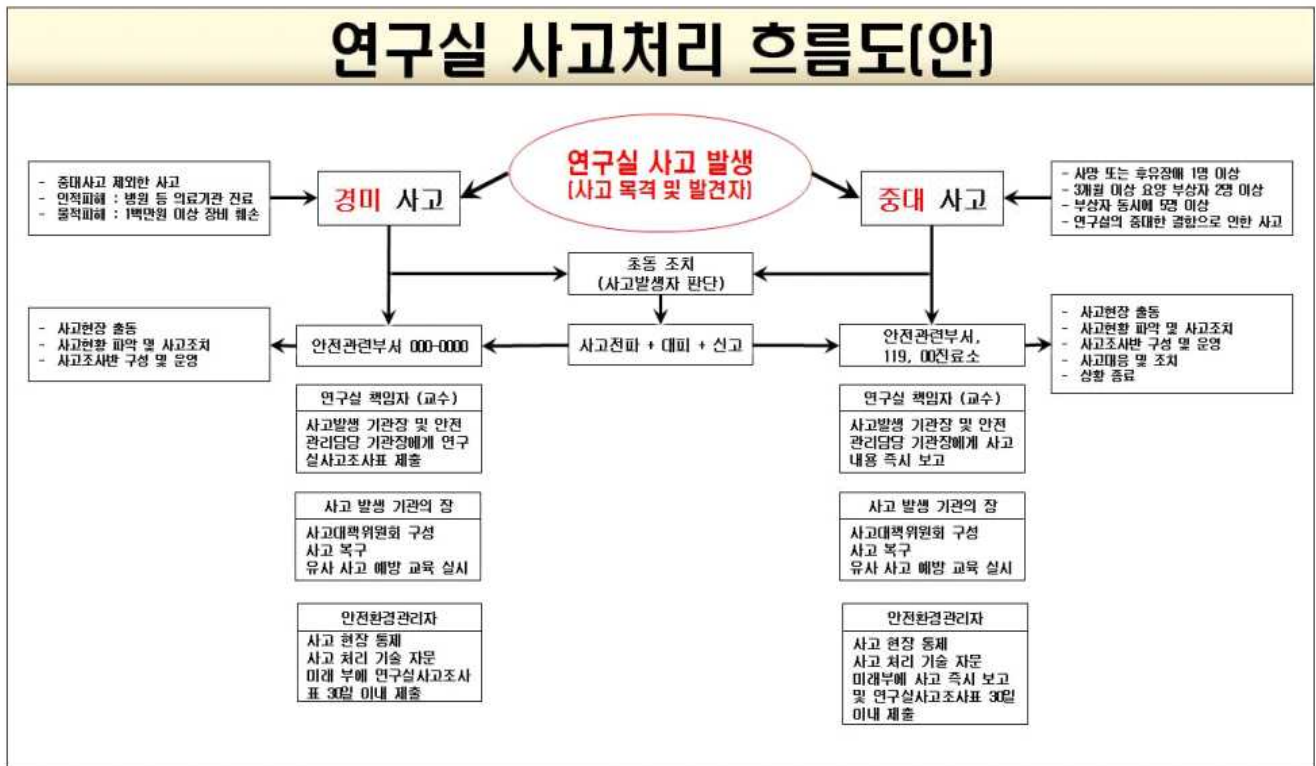 연구실 사고처리 흐름도(안)
연구실 사고 발생
(사고 목격 및 발견자)
- 중대사고 제외한 사고
- 인적피해 : 병원 등 의료기관 진료
- 물적피해 : 1백만원 이상 장비 훼손
경미 사고
중대 사고
- 사망 또는 후유장애 1명 이상
- 3개월 이상 요양 부상자 2명 이상
- 부상자 동시에 5명 이상
- 연구실의 중대한 결함으로 인한 사고
초동 조치
(사고발생자 판단)
- 사고현장 출동
- 사고현황 파악 및 사고조치
- 사고조사반 구성 및 운영
안전관련부서 000-0000
사고전파 + 대피 + 신고
안전관련부서,
119, 00진료소
- 사고현장 출동
- 사고현황 파악 및 사고조치
- 사고조사반 구성 및 운영
- 사고대응 및 조치
- 상황 종료
연구실 책임자 (교수)
사고발생 기관장 및 안전
관리담당 기관장에게 연구
실사고조사표 제출
연구실 책임자 (교수)
사고발생 기관장 및 안전
관리담당 기관장에게 사고
내용 즉시 보고
사고 발생 기관의 장
사고대책위원회 구성
사고 복구
유사 사고 예방 교육 실시
사고 발생 기관의 장
사고대책위원회 구성
사고 복구
유사 사고 예방 교육 실시
안전환경관리자
사고 현장 통제
사고 처리 기술 자문
미래 부에 연구실사고조사
표 30일 이내 제출
안전환경관리자
사고 현장 통제
사고 처리 기술 자문
미래부에 사고 즉시 보고
및 연구실사고조사표 30일
이내 제출